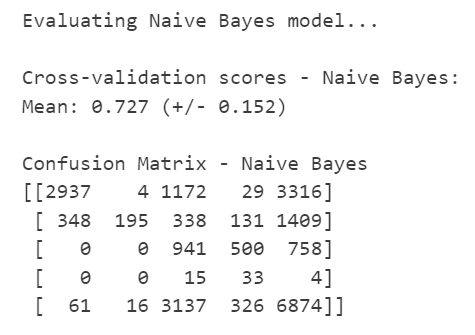 Evaluating Naive Bayes model...
Cross-validation scores - Naive Bayes:
Mean: 0.727 (+/- 0.152)
Confusion Matrix - Naive Bayes
[[2937    4 1172   29 3316]
 [ 348  195  338  131 1409]
 [   0    0  941  500  758]
 [   0    0   15   33    4]
 [  61   16 3137  326 6874]]